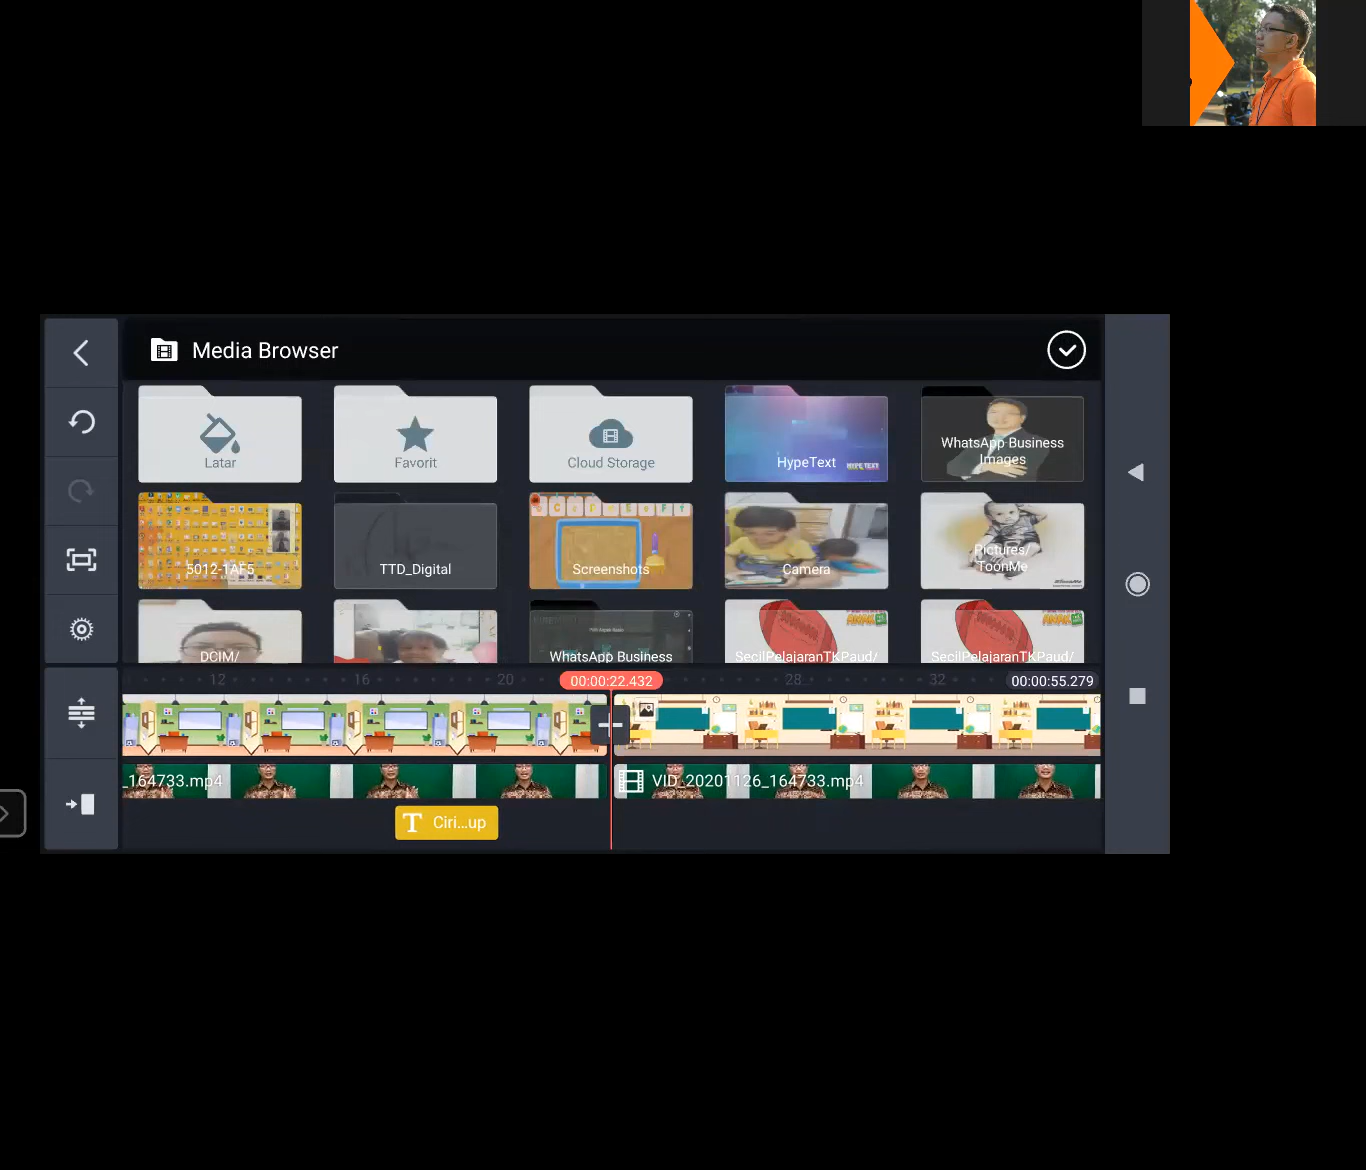 Media Browser
Latar
Favorit
Cloud Storage
HypeText
HYPE TEXT
WhatsApp Business
Images
5012-1AF5
TTD_Digital
Screenshots
Camera
Pictures/
ToonMe
DCIM/
WhatsApp Business
SecilPelajaranTKPaud/
SecilPelajaranTKPaud/
12
16
20
00:00:22.432
28
32
00:00:55.279
_164733.mp4
VID_20201126_164733.mp4
T Ciri...up